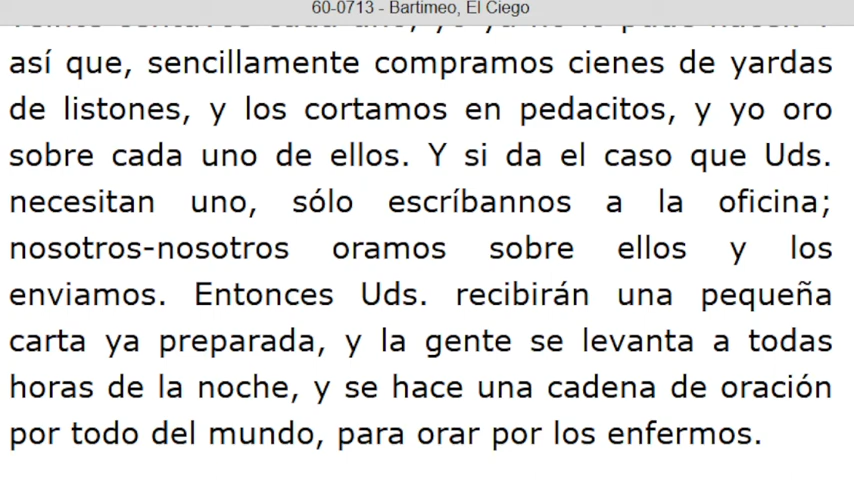 60-0713 - Bartimeo, El Ciego
así que, sencillamente compramos cienes de yardas
de listones, y los cortamos en pedacitos, y yo oro
sobre cada uno de ellos. Y si da el caso que Uds.
necesitan uno, sólo escríbannos a la oficina;
nosotros-nosotros oramos sobre ellos y los
enviamos. Entonces Uds. recibirán una pequeña
carta ya preparada, y la gente se levanta a todas
horas de la noche, y se hace una cadena de oración
por todo del mundo, para orar por los enfermos.